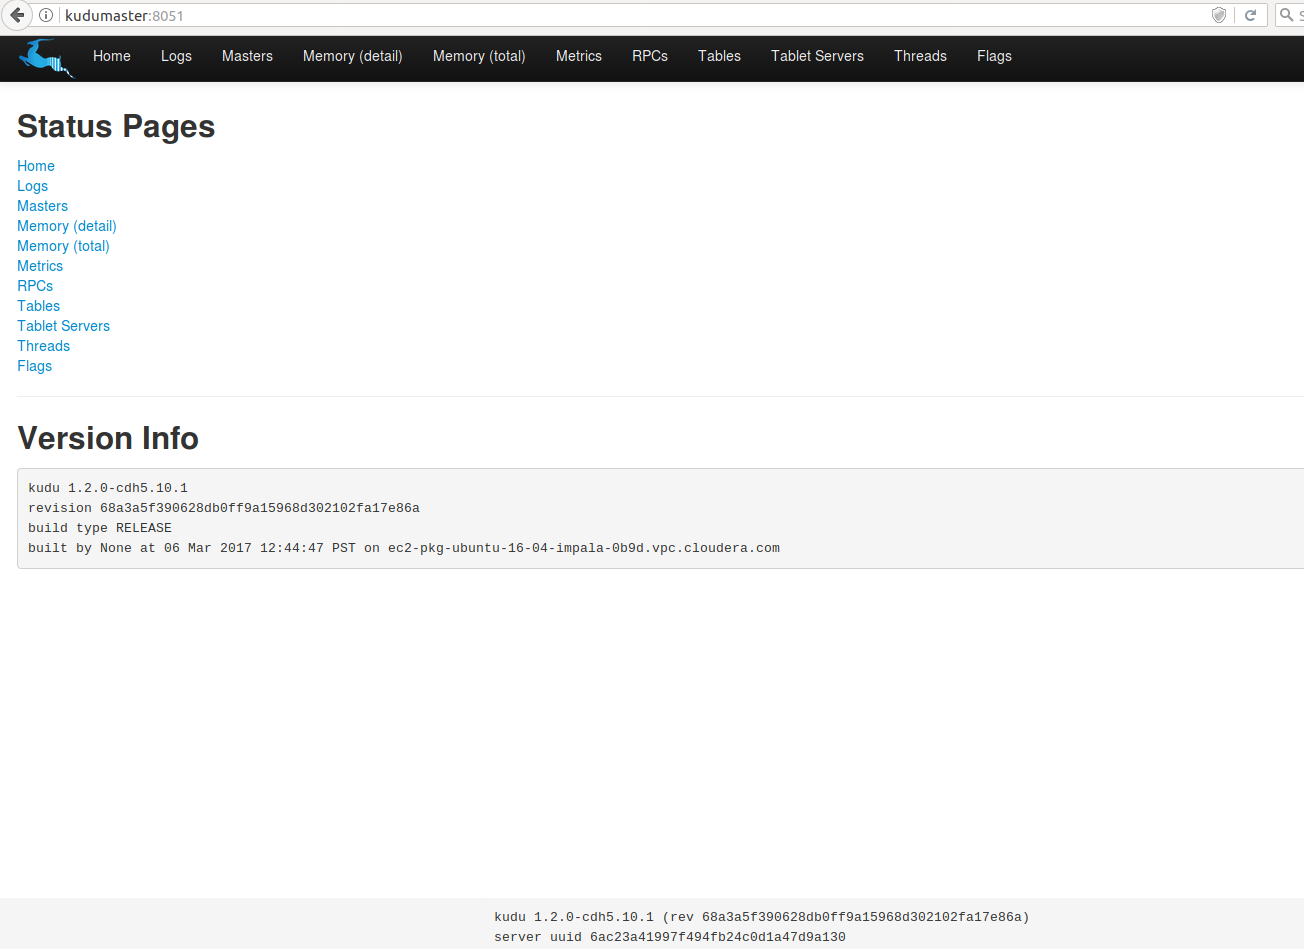 kudumaster:8051
Home Logs Masters Memory (detail) Memory (total) Metrics RPCs Tables Tablet Servers Threads Flags
Status Pages
Home
Logs
Masters
Memory (detail)
Memory (total)
Metrics
RPCs
Tables
Tablet Servers
Threads
Flags
Version Info
kudu 1.2.0-cdh5.10.1
revision 68a3a5f390628db0ff9a15968d302102fa17e86a
build type RELEASE
built by None at 06 Mar 2017 12:44:47 PST on ec2-pkg-ubuntu-16-04-impala-0b9d.vpc.cloudera.com
kudu 1.2.0-cdh5.10.1 (rev 68a3a5f390628db0ff9a15968d302102fa17e86a)
server uuid 6ac23a41997f494fb24c0d1a47d9a130